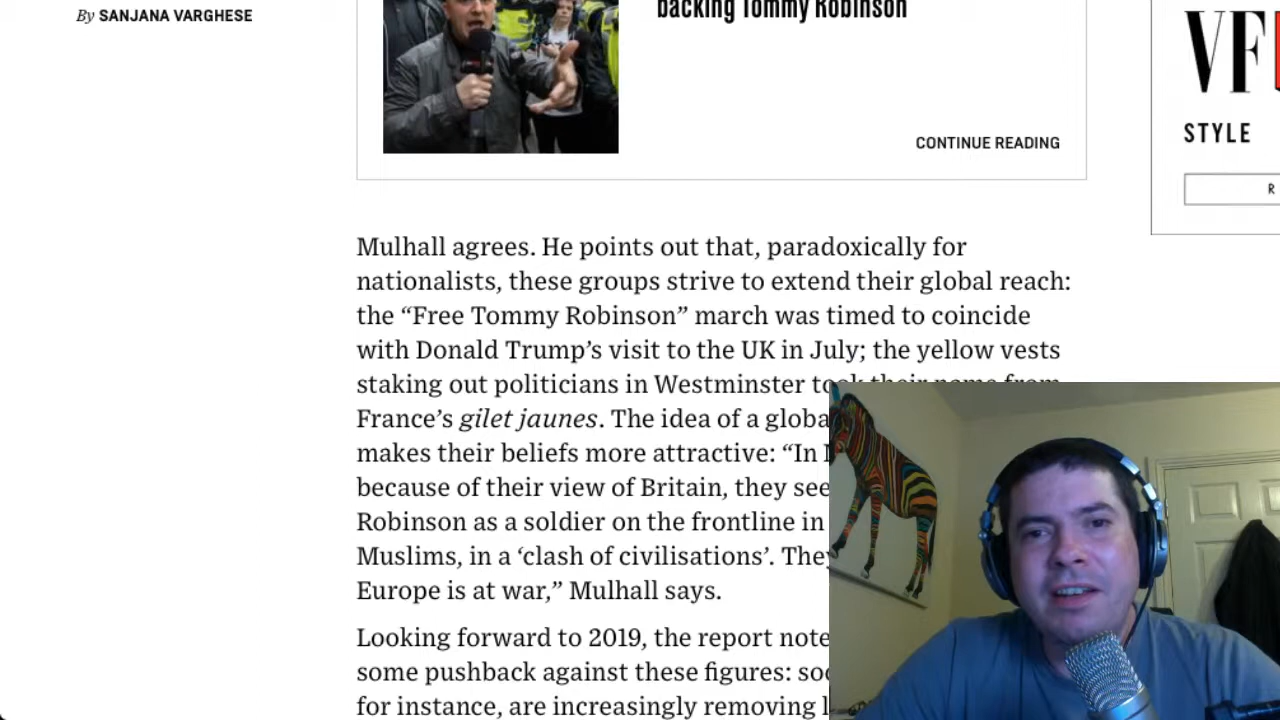 By SANJANA VARGHESE
backing Tommy Robinson
CONTINUE READING
VF
STYLE
R
Mulhall agrees. He points out that, paradoxically for
nationalists, these groups strive to extend their global reach:
the “Free Tommy Robinson” march was timed to coincide
with Donald Trump’s visit to the UK in July; the yellow vests
staking out politicians in Westminster took their name from
France’s gilet jaunes. The idea of a globa
makes their beliefs more attractive: “In
because of their view of Britain, they see
Robinson as a soldier on the frontline in
Muslims, in a ‘clash of civilisations’. They
Europe is at war,” Mulhall says.
Looking forward to 2019, the report note
some pushback against these figures: soc
for instance, are increasingly removing